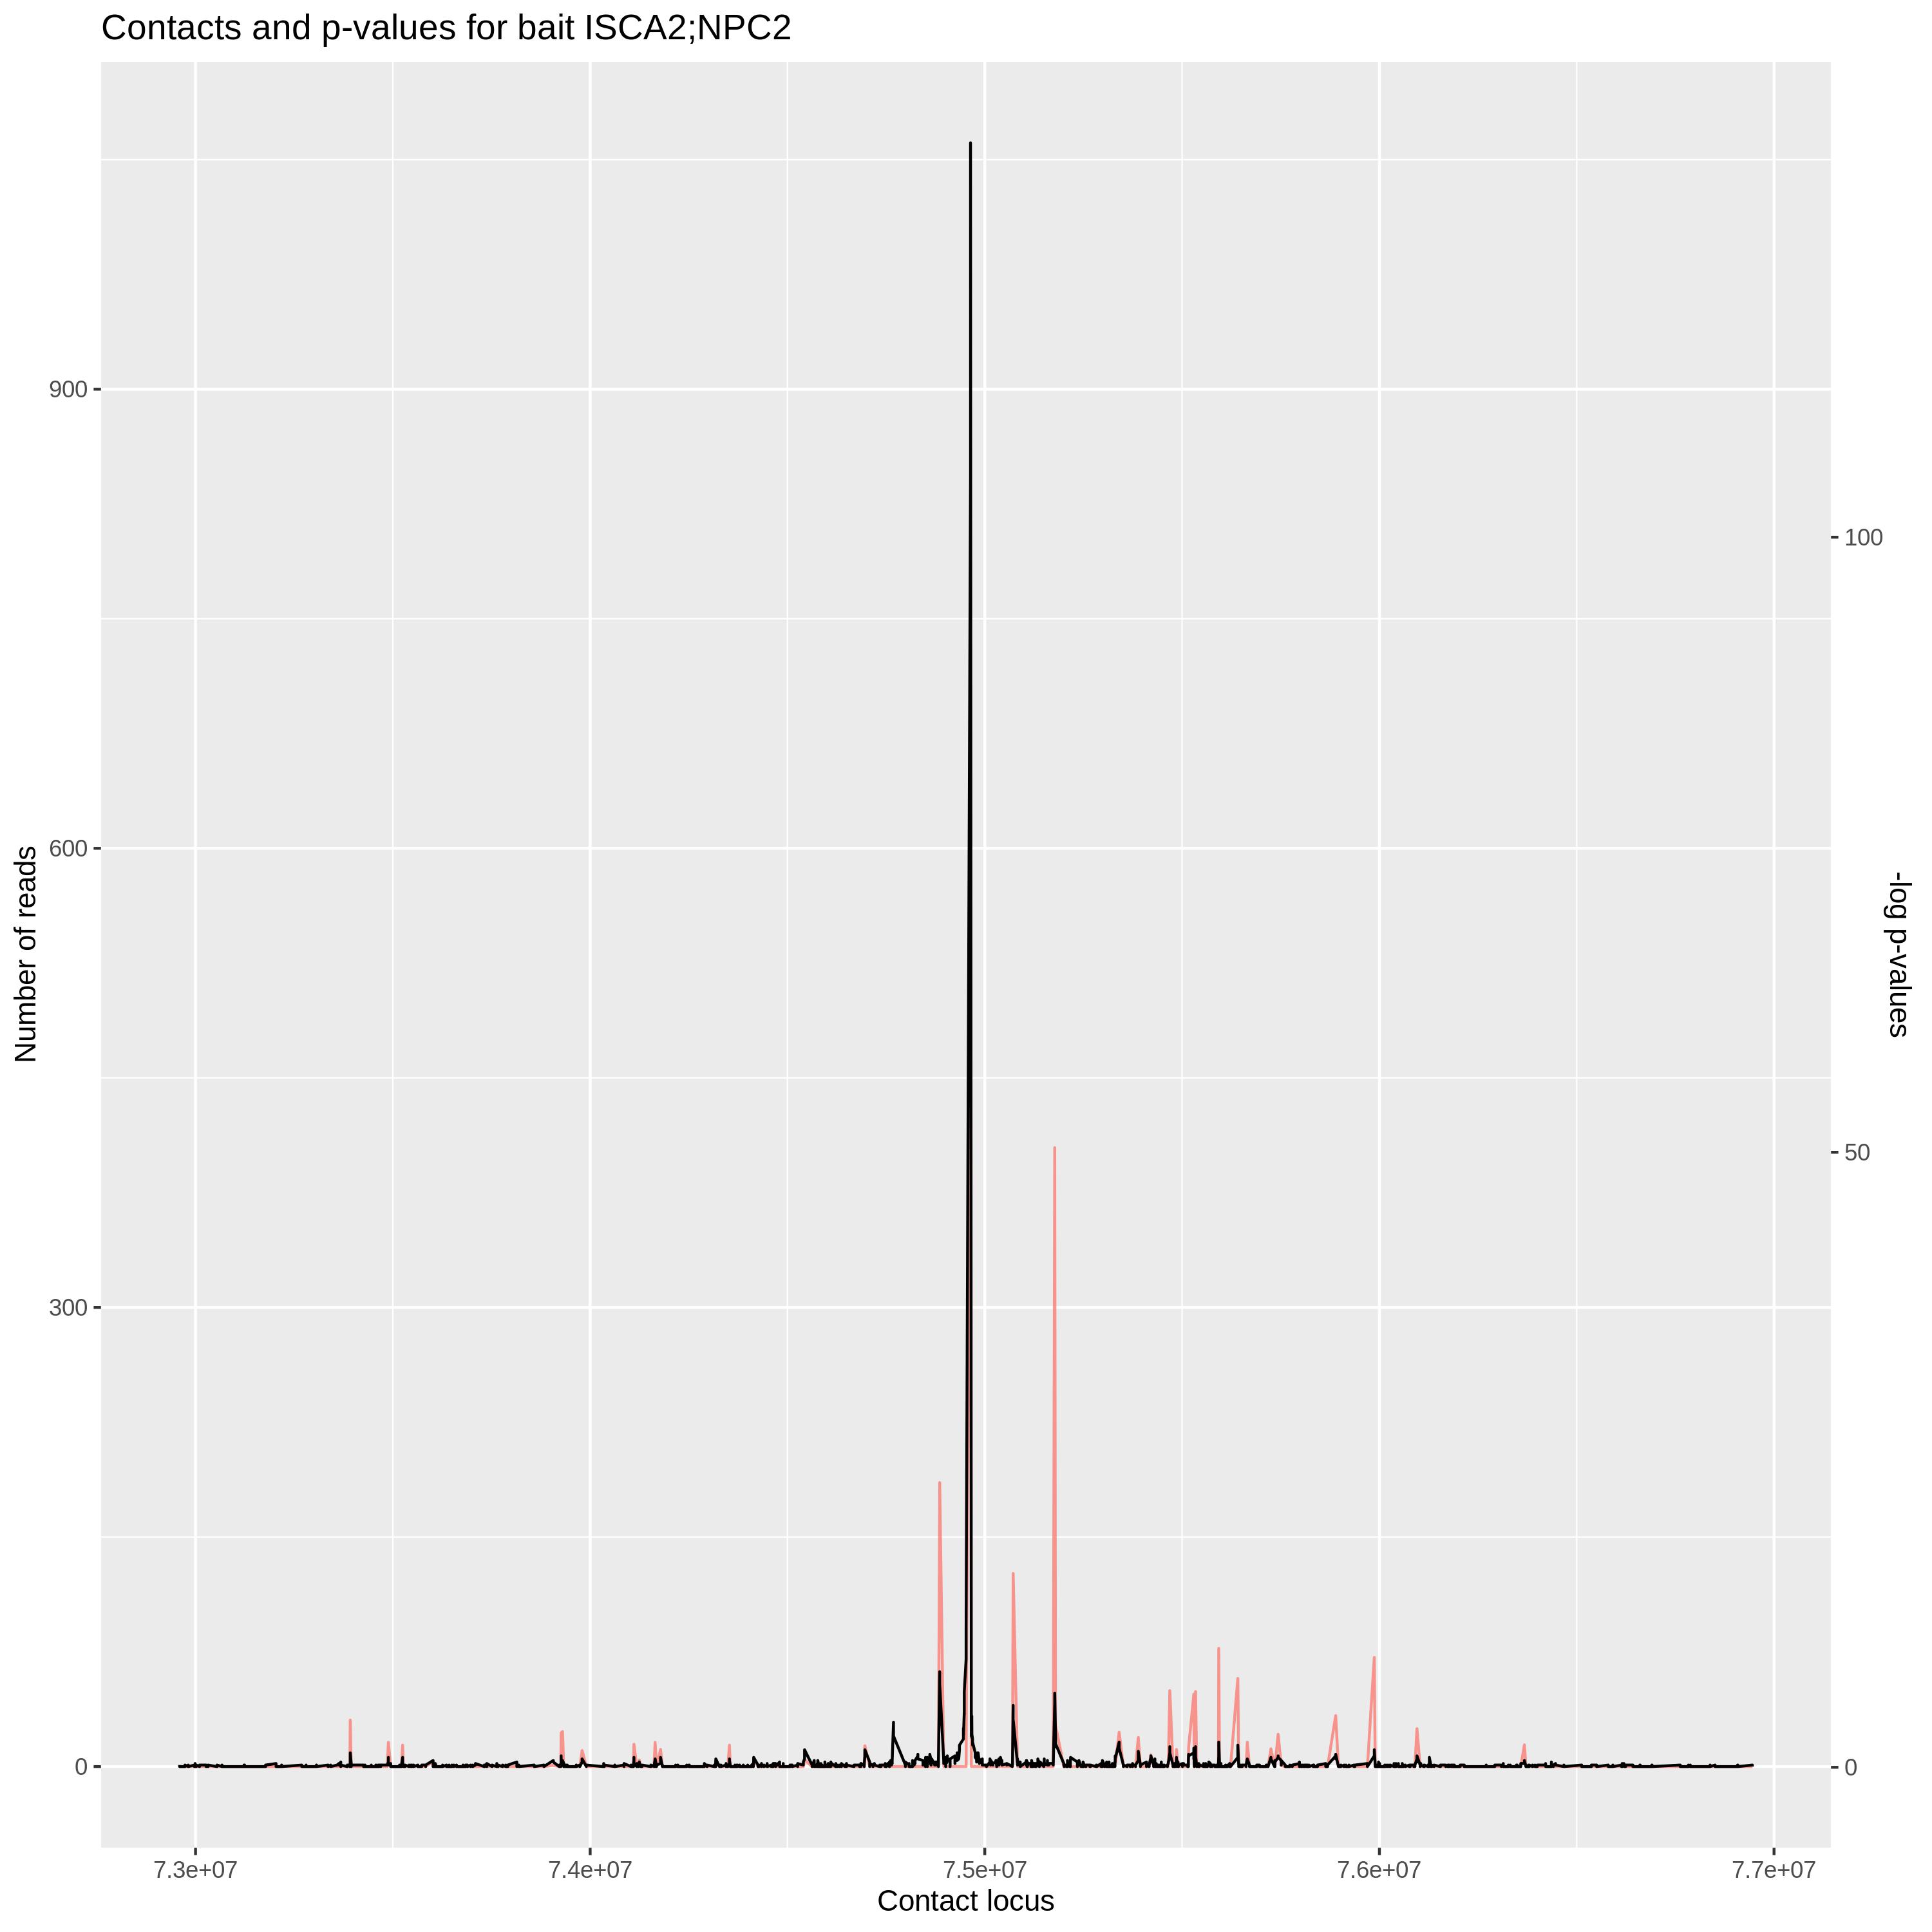 Contacts and p-values for bait ISCA2;NPC2
900
600
300
0
Number of reads
100
50
0
-log p-values
7.3e+07
7.4e+07
7.5e+07
7.6e+07
7.7e+07
Contact locus